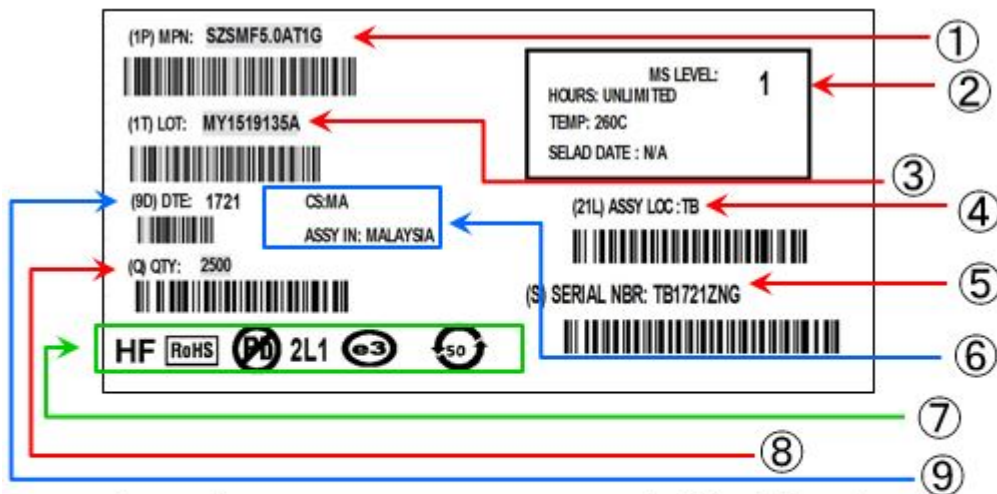 (1P) MPN: SZSMF5.0AT1G
①
MS LEVEL: 1
②
HOURS: UNLIMITED
TEMP: 260C
SELAD DATE : N/A
(1T) LOT: MY1519135A
③
(9D) DTE: 1721
CS:MA
ASSY IN: MALAYSIA
(21L) ASSY LOC :TB
④
(Q) QTY: 2500
(S) SERIAL NBR: TB1721ZNG
⑤
⑥
HF RoHS Pb 2L1 e3 50
⑦
⑧
⑨